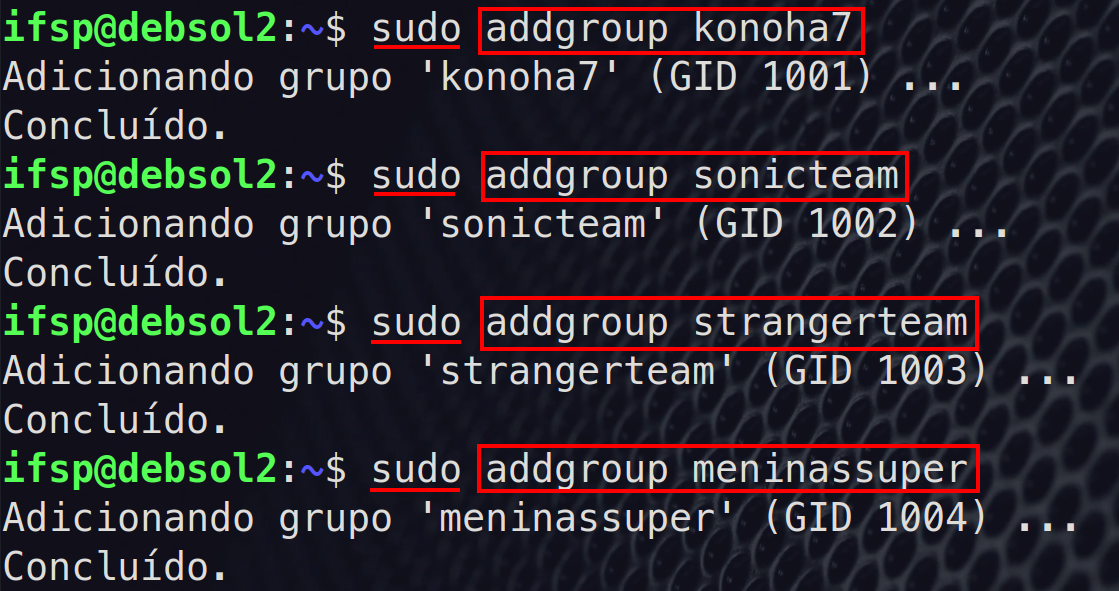 ifsp@debsol2:~$ sudo addgroup konoha7
Adicionando grupo 'konoha7' (GID 1001) ...
Concluído.
ifsp@debsol2:~$ sudo addgroup sonicteam
Adicionando grupo 'sonicteam' (GID 1002) ...
Concluído.
ifsp@debsol2:~$ sudo addgroup strangerteam
Adicionando grupo 'strangerteam' (GID 1003) ...
Concluído.
ifsp@debsol2:~$ sudo addgroup meninassuper
Adicionando grupo 'meninassuper' (GID 1004) ...
Concluído.